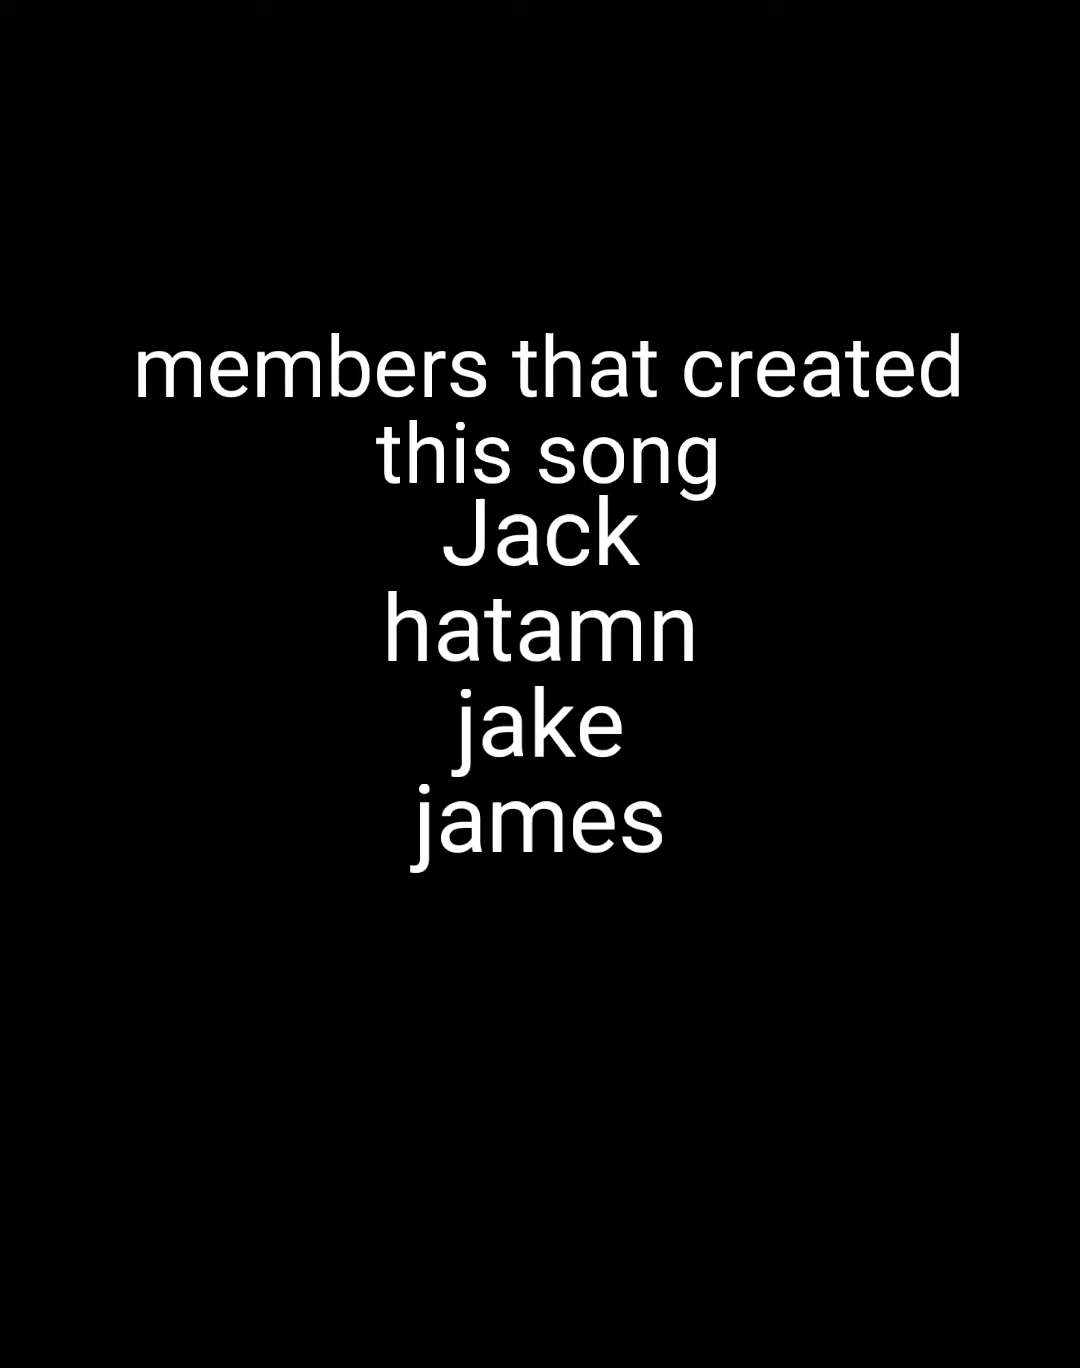 members that created
this song
Jack
hatamn
jake
james